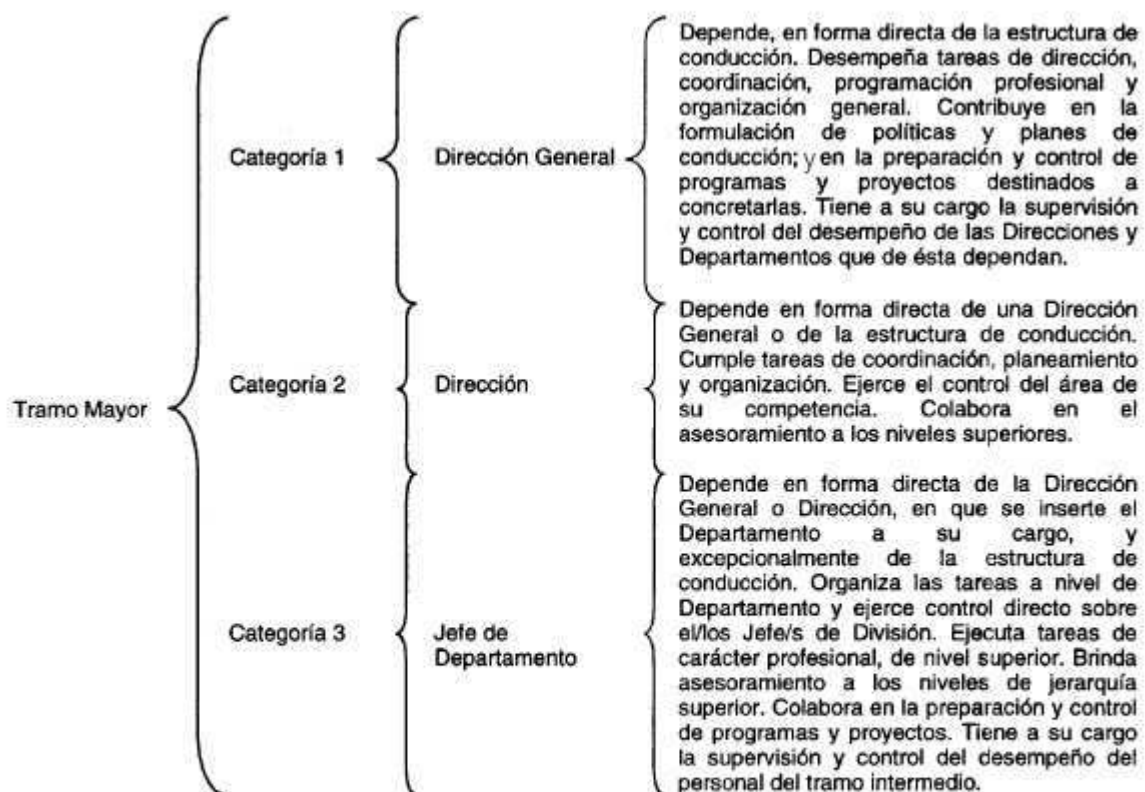 Tramo Mayor
Categoría 1
Dirección General
Depende, en forma directa de la estructura de
conducción. Desempeña tareas de dirección,
coordinación, programación profesional y
organización general. Contribuye en la
formulación de políticas y planes de
conducción; y en la preparación y control de
programas y proyectos destinados a
concretarlas. Tiene a su cargo la supervisión
y control del desempeño de las Direcciones y
Departamentos que de ésta dependan.
Categoría 2
Dirección
Depende en forma directa de una Dirección
General o de la estructura de conducción.
Cumple tareas de coordinación, planeamiento
y organización. Ejerce el control del área de
su competencia. Colabora en el
asesoramiento a los niveles superiores.
Categoría 3
Jefe de
Departamento
Depende en forma directa de la Dirección
General o Dirección, en que se inserte el
Departamento a su cargo, y
excepcionalmente de la estructura de
conducción. Organiza las tareas a nivel de
Departamento y ejerce control directo sobre
el/los Jefe/s de División. Ejecuta tareas de
carácter profesional, de nivel superior. Brinda
asesoramiento a los niveles de jerarquía
superior. Colabora en la preparación y control
de programas y proyectos. Tiene a su cargo
la supervisión y control del desempeño del
personal del tramo intermedio.